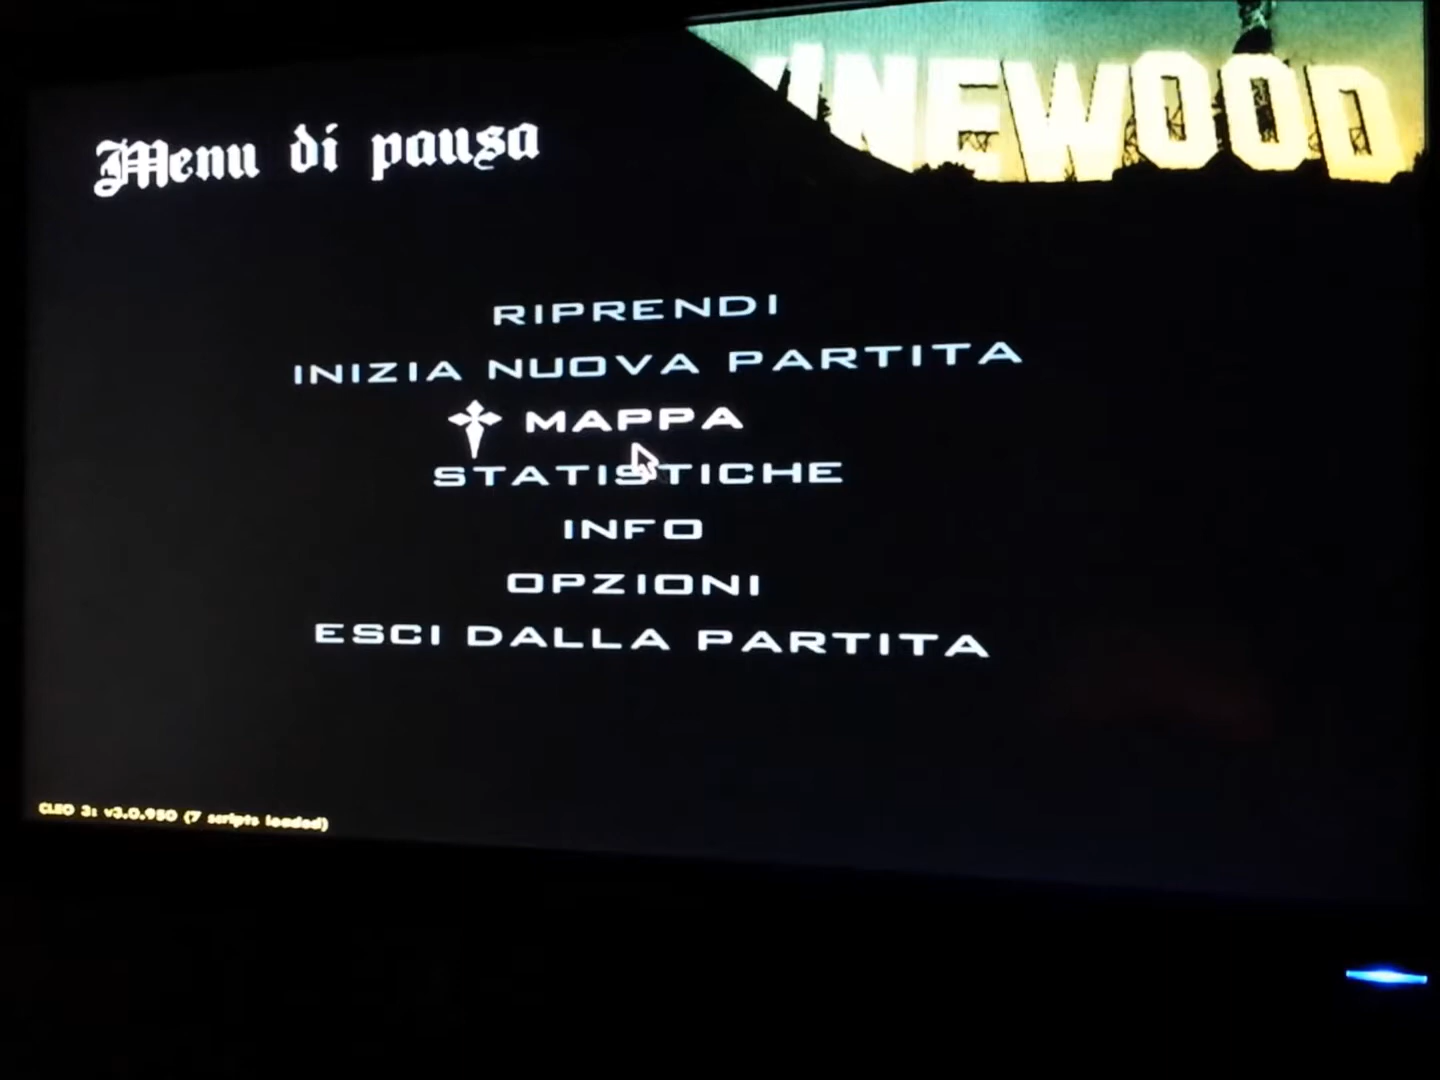 INEWOOD
Menu di pausa
RIPRENDI
INIZIA NUOVA PARTITA
MAPPA
STATISTICHE
INFO
OPZIONI
ESCI DALLA PARTITA
CLEO 3: v3.0.950 (7 scripts loaded)